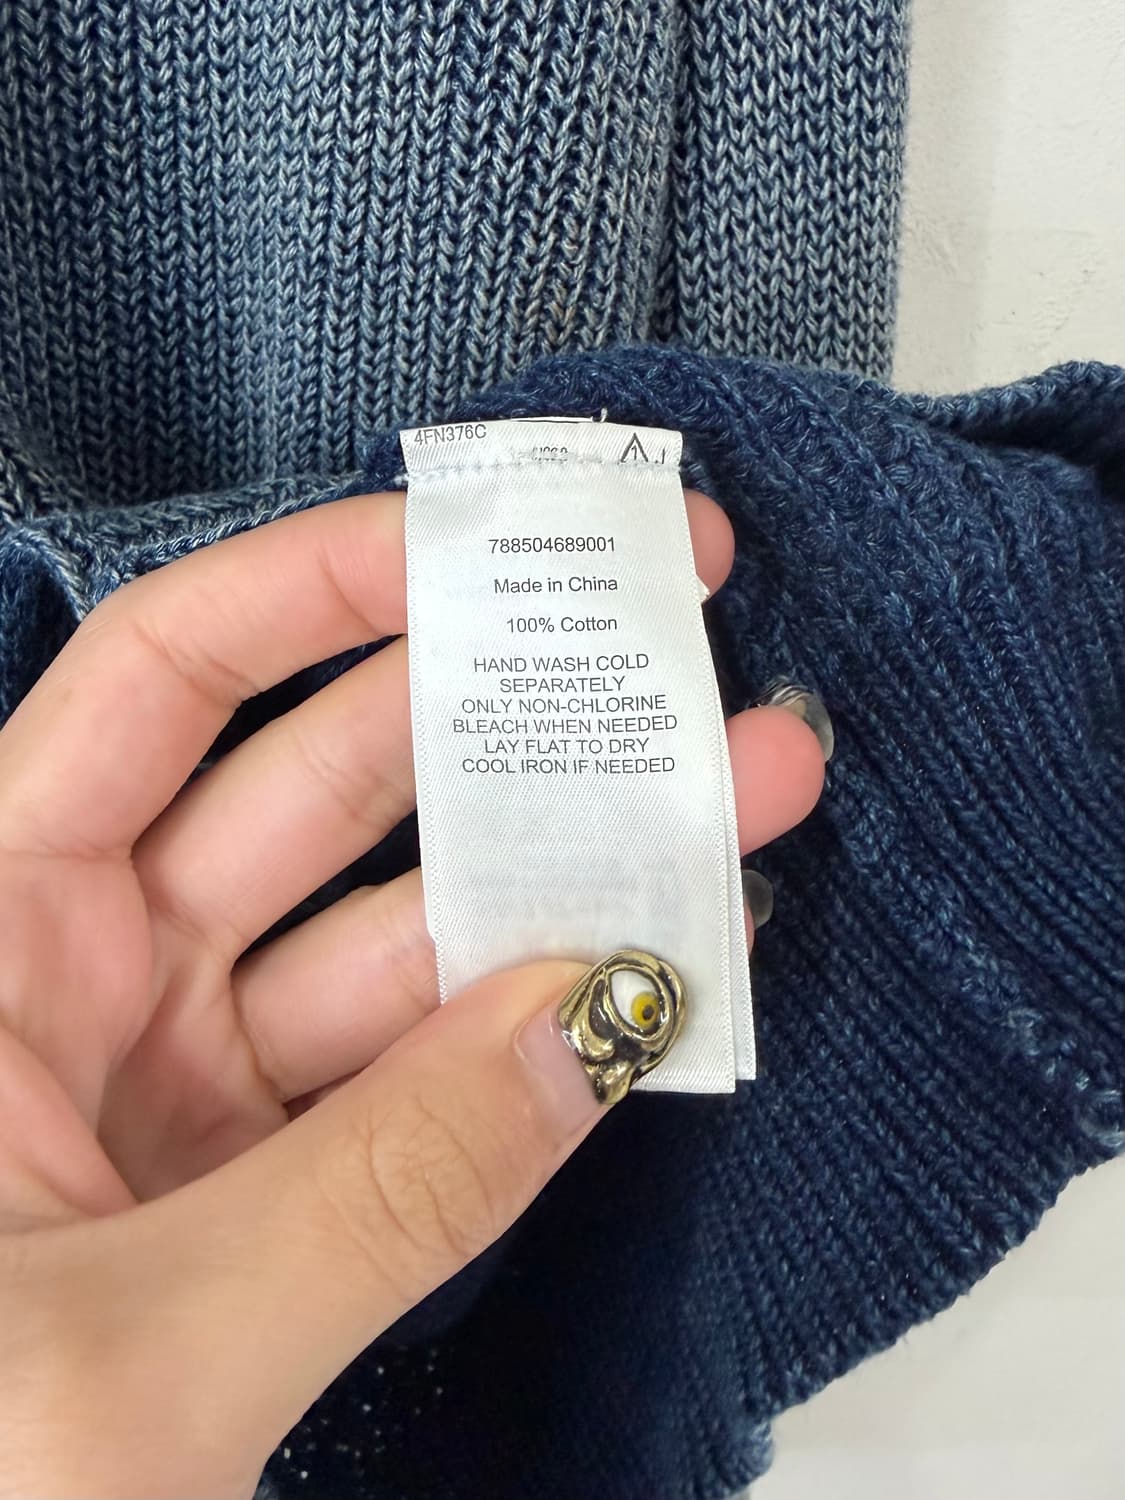 4FN376C
788504689001
Made in China
100% Cotton
HAND WASH COLD
SEPARATELY
ONLY NON-CHLORINE
BLEACH WHEN NEEDED
LAY FLAT TO DRY
COOL IRON IF NEEDED